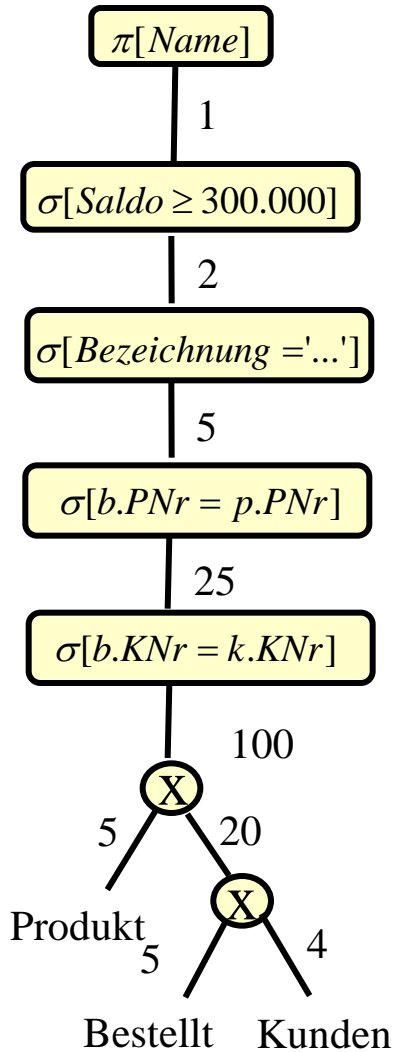 π[Name]
1
σ[Saldo ≥ 300.000]
2
σ[Bezeichnung ='...']
5
σ[b.PNr = p.PNr]
25
σ[b.KNr = k.KNr]
100
X
5 20
X
Produkt
5 4
Bestellt Kunden